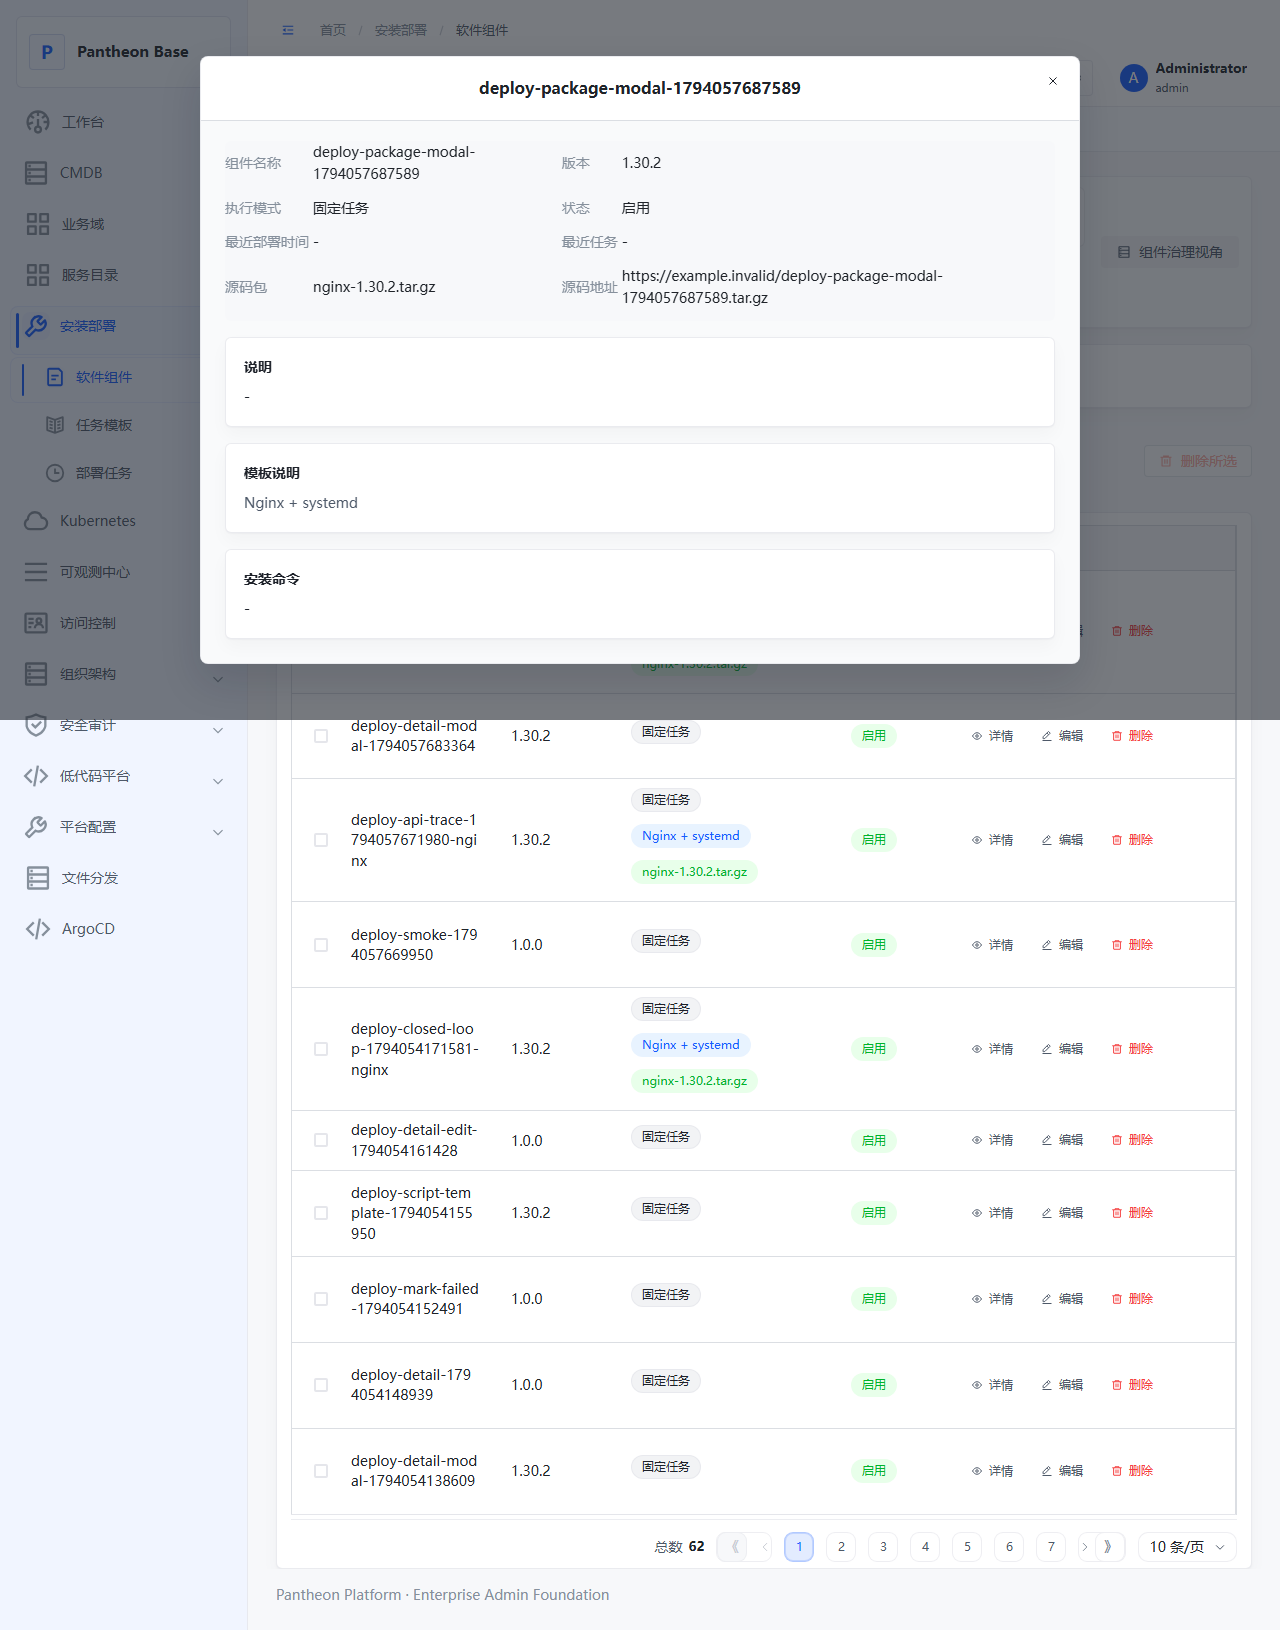 Pantheon Base
首页 / 安装部署 / 软件组件
Administrator
admin
工作台
CMDB
业务域
服务目录
安装部署
软件组件
任务模板
部署任务
Kubernetes
可观测中心
访问控制
组织架构
安全审计
低代码平台
平台配置
文件分发
ArgoCD
组件治理视角
删除所选
deploy-package-modal-1794057687589
组件名称 deploy-package-modal-
1794057687589
版本 1.30.2
执行模式 固定任务
状态 启用
最近部署时间 -
最近任务 -
源码包 nginx-1.30.2.tar.gz
源码地址 https://example.invalid/deploy-package-modal-
1794057687589.tar.gz
说明
-
模板说明
Nginx + systemd
安装命令
-
删除
nginx-1.30.2.tar.gz
deploy-detail-mod
al-1794057683364
1.30.2 固定任务 启用 详情 编辑 删除
deploy-api-trace-1
794057671980-ngi
nx
1.30.2 固定任务
Nginx + systemd
nginx-1.30.2.tar.gz
启用 详情 编辑 删除
deploy-smoke-179
4057669950
1.0.0 固定任务 启用 详情 编辑 删除
deploy-closed-loo
p-1794054171581-
nginx
1.30.2 固定任务
Nginx + systemd
nginx-1.30.2.tar.gz
启用 详情 编辑 删除
deploy-detail-edit-
1794054161428
1.0.0 固定任务 启用 详情 编辑 删除
deploy-script-tem
plate-1794054155
950
1.30.2 固定任务 启用 详情 编辑 删除
deploy-mark-failed
-1794054152491
1.0.0 固定任务 启用 详情 编辑 删除
deploy-detail-179
4054148939
1.0.0 固定任务 启用 详情 编辑 删除
deploy-detail-mod
al-1794054138609
1.30.2 固定任务 启用 详情 编辑 删除
总数 62 《 1 2 3 4 5 6 7 》 10 条/页
Pantheon Platform · Enterprise Admin Foundation